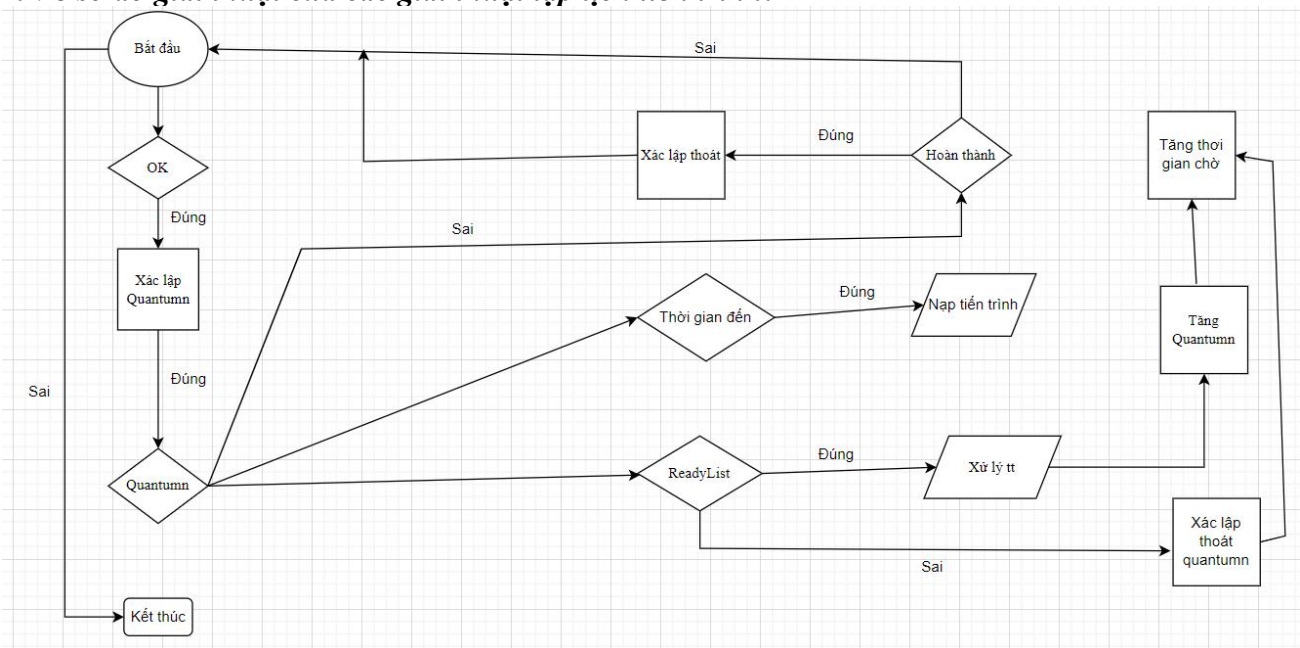 Bắt đầu
Sai
OK
Đúng
Xác lập thoát
Đúng
Hoàn thành
Tăng thơi
gian chờ
Đúng
Sai
Xác lập
Quantumn
Thời gian đến
Đúng
Nạp tiến trình
Tăng
Quantumn
Đúng
Sai
Quantumn
ReadyList
Đúng
Xử lý tt
Xác lập
thoát
quantumn
Sai
Kết thúc